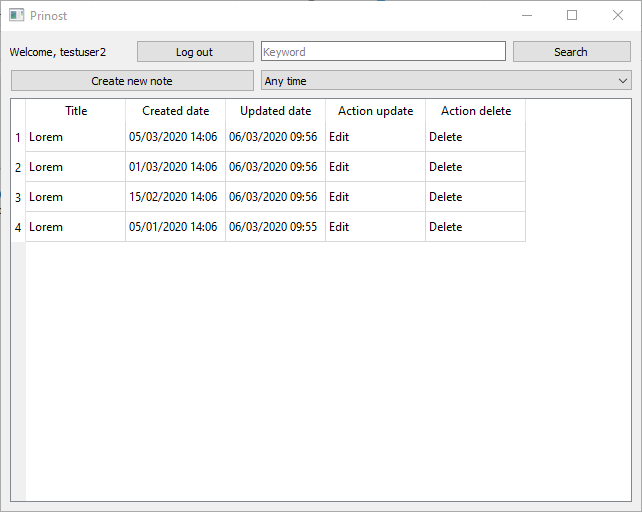 Prinost
Welcome, testuser2 Log out Keyword Search
Create new note Any time
Title Created date Updated date Action update Action delete
1 Lorem 05/03/2020 14:06 06/03/2020 09:56 Edit Delete
2 Lorem 01/03/2020 14:06 06/03/2020 09:56 Edit Delete
3 Lorem 15/02/2020 14:06 06/03/2020 09:56 Edit Delete
4 Lorem 05/01/2020 14:06 06/03/2020 09:55 Edit Delete